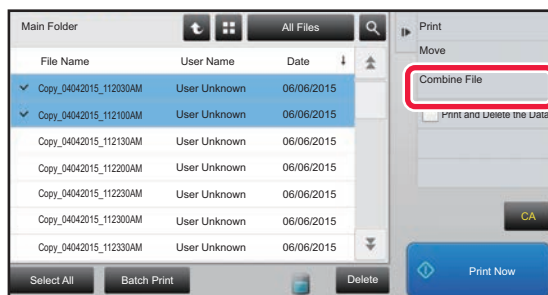 Main Folder
All Files
File Name User Name Date
Copy_04042015_112030AM User Unknown 06/06/2015
Copy_04042015_112100AM User Unknown 06/06/2015
Copy_04042015_112130AM User Unknown 06/06/2015
Copy_04042015_112200AM User Unknown 06/06/2015
Copy_04042015_112230AM User Unknown 06/06/2015
Copy_04042015_112300AM User Unknown 06/06/2015
Copy_04042015_112330AM User Unknown 06/06/2015
Select All
Batch Print
Delete
Print
Move
Combine File
Print and Delete the Data
CA
Print Now